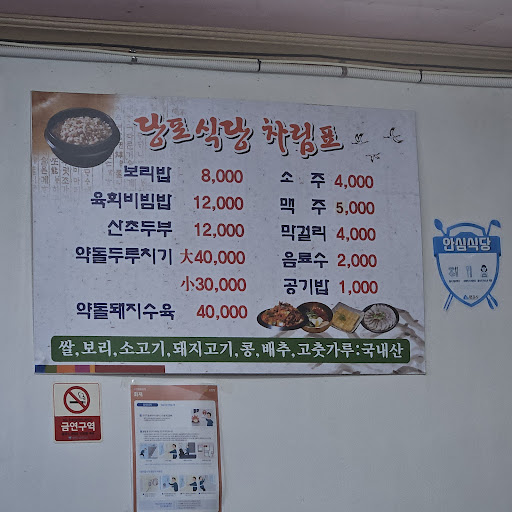 당포식당 차림표
보리밥 8,000
육회비빔밥 12,000
산초두부 12,000
약돌두루치기 大40,000
小30,000
약돌돼지수육 40,000
소주 4,000
맥주 5,000
막걸리 4,000
음료수 2,000
공기밥 1,000
쌀,보리,소고기,돼지고기,콩,배추,고춧가루:국내산
안심식당
금연구역